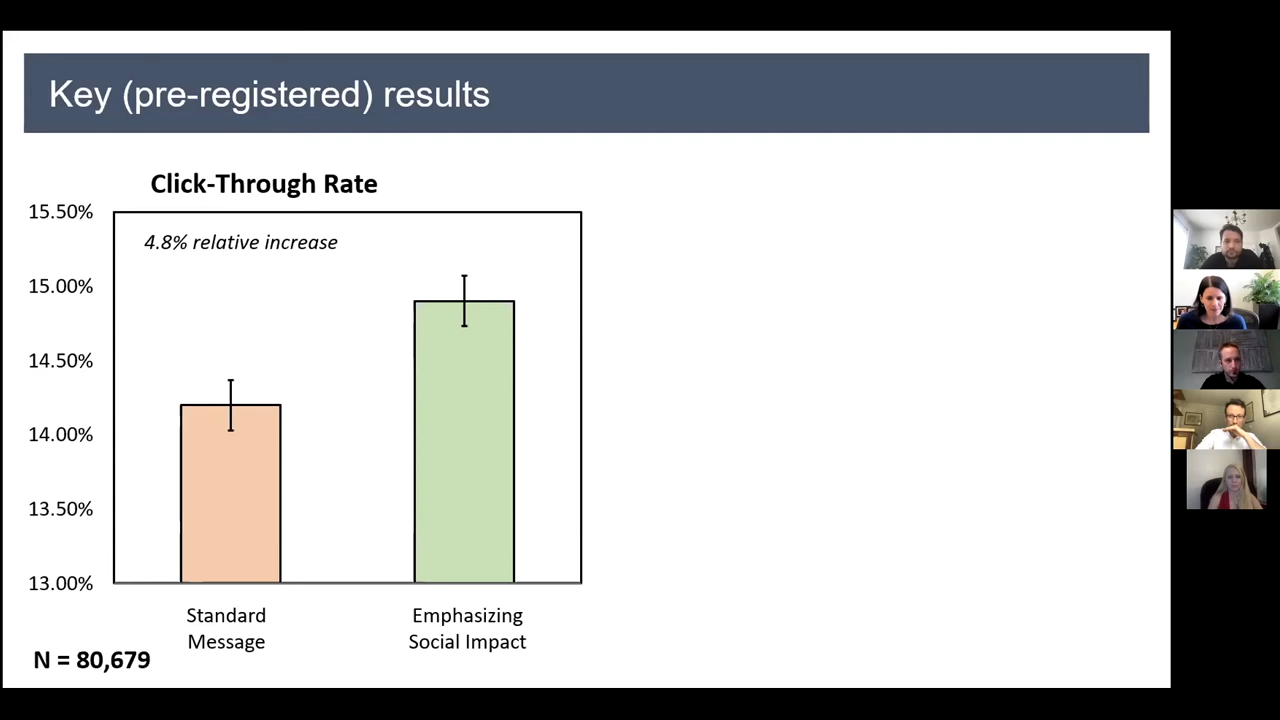 Key (pre-registered) results
Click-Through Rate
15.50%
4.8% relative increase
15.00%
14.50%
14.00%
13.50%
13.00%
Standard
Message
Emphasizing
Social Impact
N = 80,679